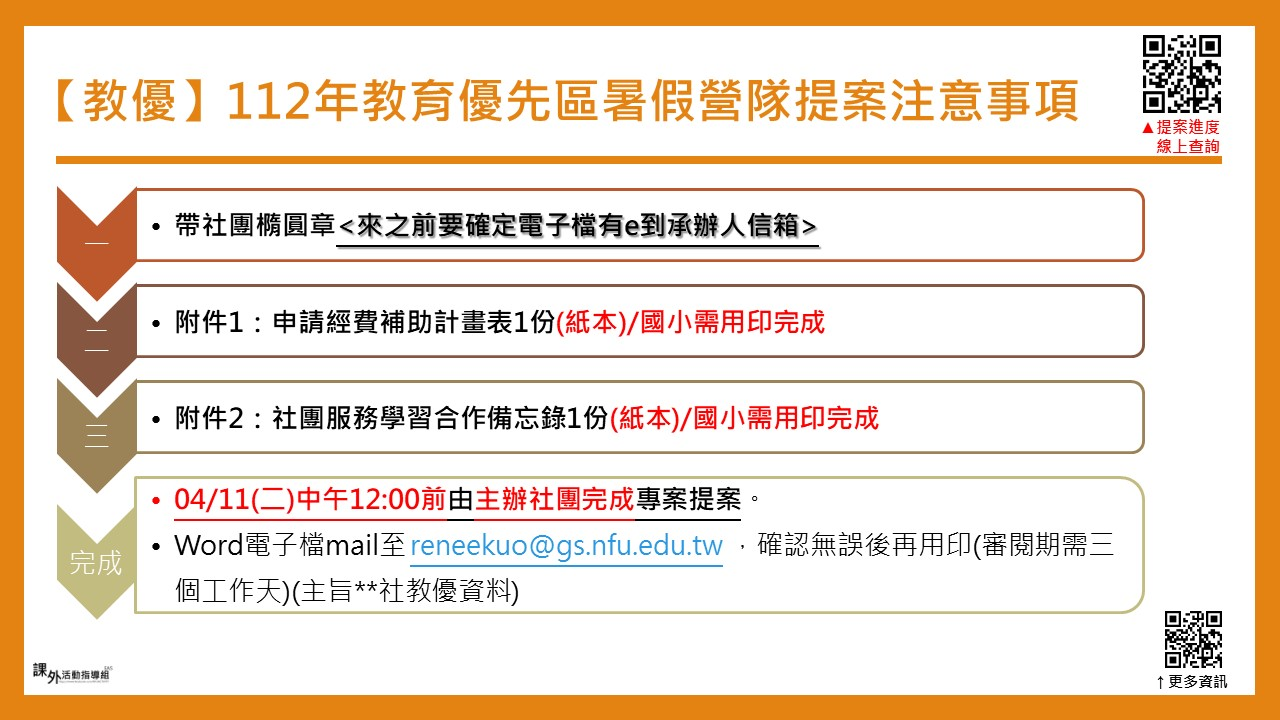 【教優】112年教育優先區暑假營隊提案注意事項
▲提案進度
線上查詢
一
• 帶社團橢圓章<來之前要確定電子檔有e到承辦人信箱>
二
• 附件1：申請經費補助計畫表1份(紙本)/國小需用印完成
三
• 附件2：社團服務學習合作備忘錄1份(紙本)/國小需用印完成
完成
• 04/11(二)中午12:00前由主辦社團完成專案提案。
• Word電子檔mail至reneekuo@gs.nfu.edu.tw ，確認無誤後再用印(審閱期需三
個工作天)(主旨**社教優資料)
課外活動指導組
↑更多資訊